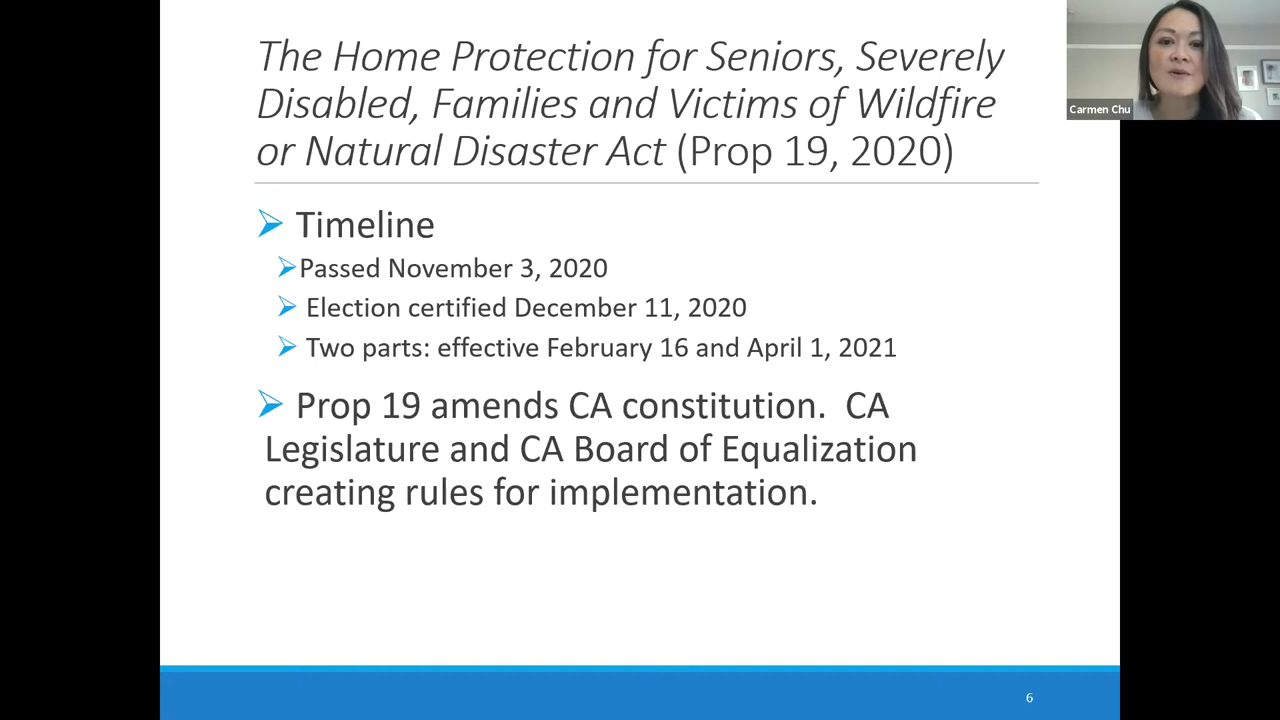 The Home Protection for Seniors, Severely
Disabled, Families and Victims of Wildfire
or Natural Disaster Act (Prop 19, 2020)
Carmen Chu
Timeline
Passed November 3, 2020
Election certified December 11, 2020
Two parts: effective February 16 and April 1, 2021
Prop 19 amends CA constitution.  CA
Legislature and CA Board of Equalization
creating rules for implementation.
6